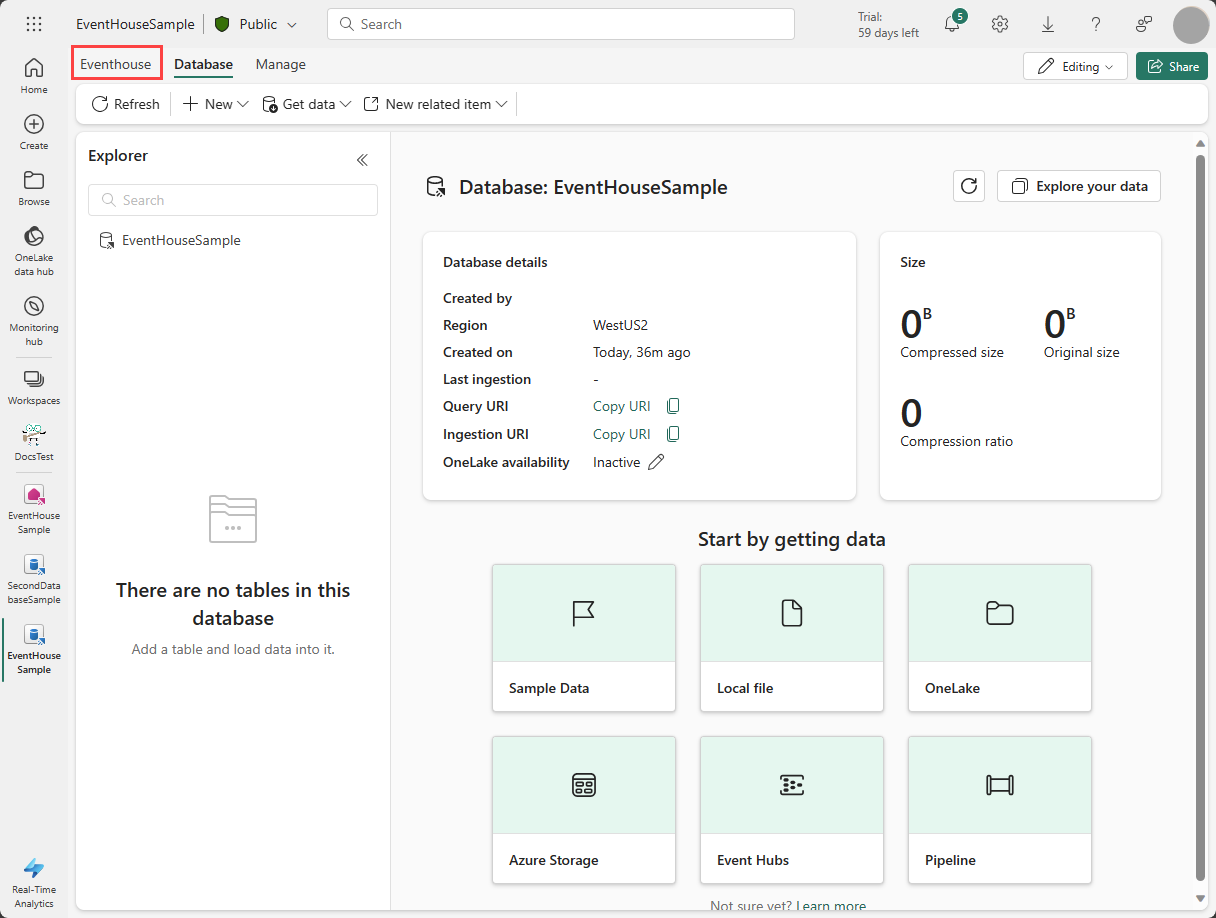 EventHouseSample
Public
Search
Trial:
59 days left
5
Home
Create
Browse
OneLake
data hub
Monitoring
hub
Workspaces
DocsTest
EventHouse
Sample
SecondData
baseSample
EventHouse
Sample
Real-Time
Analytics
Eventhouse
Database
Manage
Editing
Share
Refresh
New
Get data
New related item
Explorer
Search
EventHouseSample
There are no tables in this
database
Add a table and load data into it.
Database: EventHouseSample
Explore your data
Database details
Created by
Region WestUS2
Created on Today, 36m ago
Last ingestion -
Query URI Copy URI
Ingestion URI Copy URI
OneLake availability Inactive
Size
0 B
Compressed size
0 B
Original size
0
Compression ratio
Start by getting data
Sample Data
Local file
OneLake
Azure Storage
Event Hubs
Pipeline
Not sure yet? Learn more